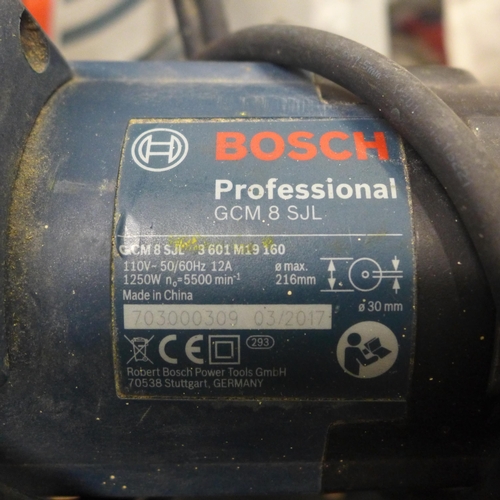 BOSCH
Professional
GCM 8 SJL
GCM 8 SJL 3 601 M19 160
110V~ 50/60Hz 12A
1250W n₀=5500 min⁻¹
ø max.
216mm
Made in China
ø 30 mm
703000309 03/2017
CE 293
Robert Bosch Power Tools GmbH
70538 Stuttgart, GERMANY